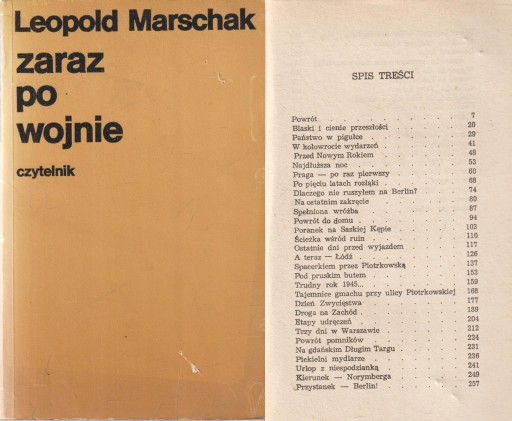 Leopold Marschak
zaraz
po
wojnie
czytelnik
SPIS TREŚCI
Powrót . . . . . . . . 7
Blaski i cienie przeszłości . . . . . 20
Państwo w pigułce . . . . . . 29
W kołowrocie wydarzeń . . . . . 41
Przed Nowym Rokiem . . . . . 48
Najdłuższa noc . . . . . . 53
Praga — po raz pierwszy . . . . . 60
Po pięciu latach rozłąki . . . . . 68
Dlaczego nie ruszyłem na Berlin? . . . . 74
Na ostatnim zakręcie . . . . . 80
Spełniona wróżba . . . . . . 87
Powrót do domu . . . . . . 94
Poranek na Saskiej Kępie . . . . . 103
Ścieżka wśród ruin . . . . . . 110
Ostatnie dni przed wyjazdem . . . . 117
A teraz — Łódź . . . . . . 126
Spacerkiem przez Piotrkowską . . . . 137
Pod pruskim butem . . . . . . 153
Trudny rok 1945... . . . . . . 159
Tajemnice gmachu przy ulicy Piotrkowskiej . 168
Dzień Zwycięstwa . . . . . . 177
Droga na Zachód . . . . . . 189
Etapy udręczeń . . . . . . 204
Trzy dni w Warszawie . . . . . 212
Powrót pomników . . . . . . 224
Na gdańskim Długim Targu . . . . . 231
Piekielni mydlarze . . . . . . 236
Urlop z niespodzianką . . . . . 241
Kierunek — Norymberga . . . . . 249
Przystanek — Berlin! . . . . . 257